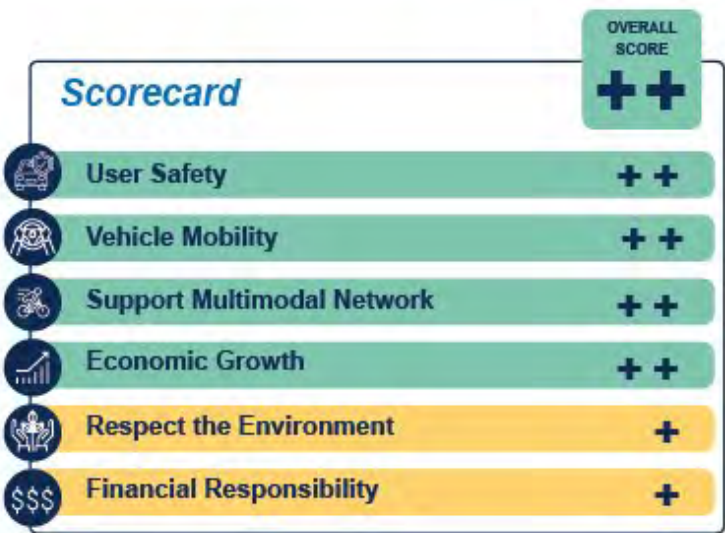 OVERALL
SCORE
++
Scorecard
User Safety ++
Vehicle Mobility ++
Support Multimodal Network ++
Economic Growth ++
Respect the Environment +
$$$ Financial Responsibility +